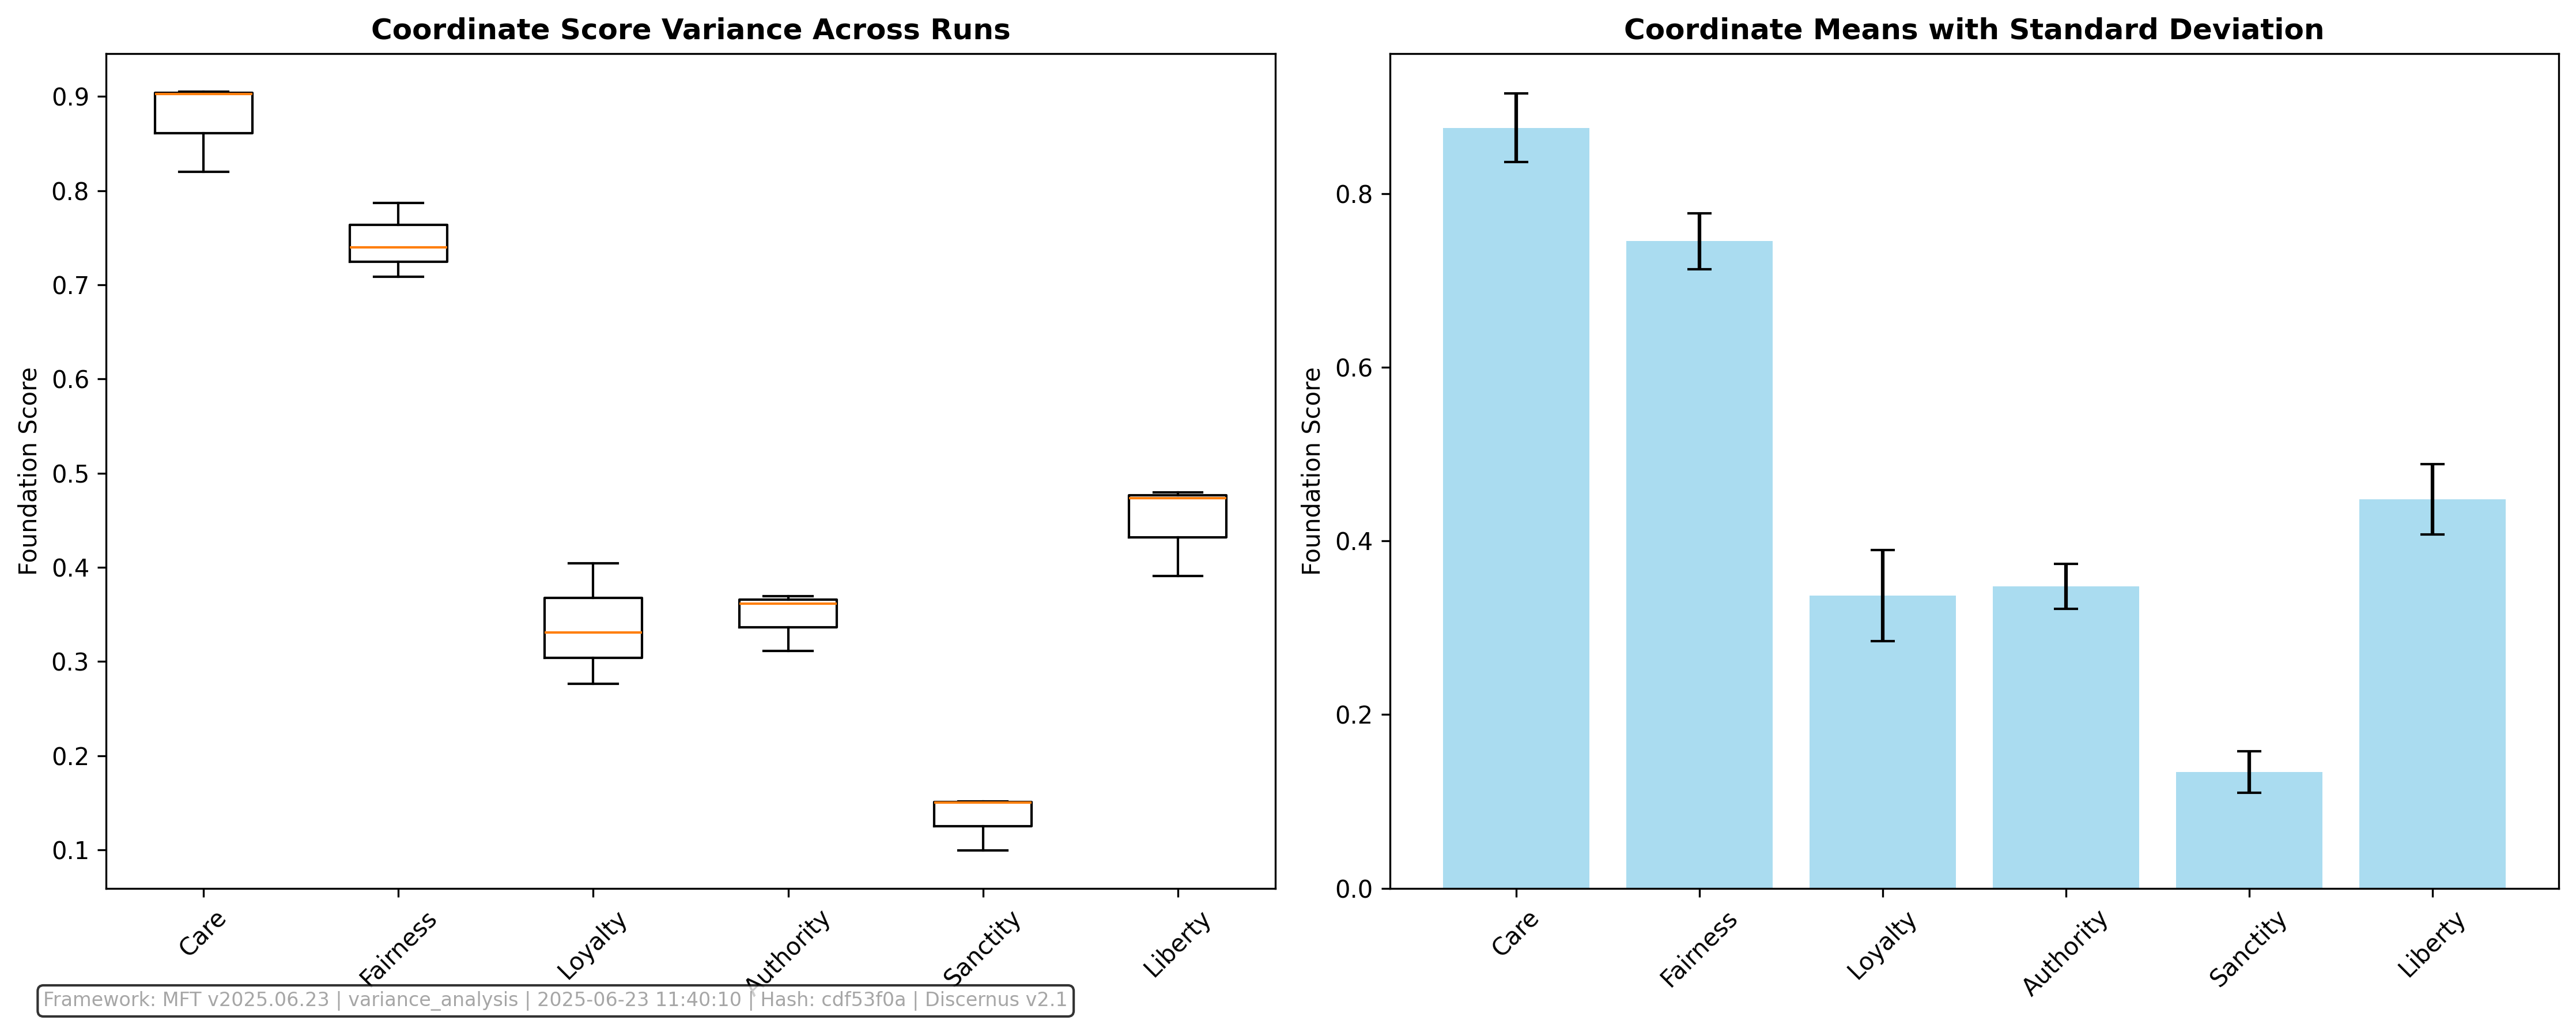 Coordinate Score Variance Across Runs
Foundation Score
0.9
0.8
0.7
0.6
0.5
0.4
0.3
0.2
0.1
Care
Fairness
Loyalty
Authority
Sanctity
Liberty
Coordinate Means with Standard Deviation
Foundation Score
0.8
0.6
0.4
0.2
0.0
Care
Fairness
Loyalty
Authority
Sanctity
Liberty
Framework: MFT v2025.06.23 | variance_analysis | 2025-06-23 11:40:10 | Hash: cdf53f0a | Discernus v2.1